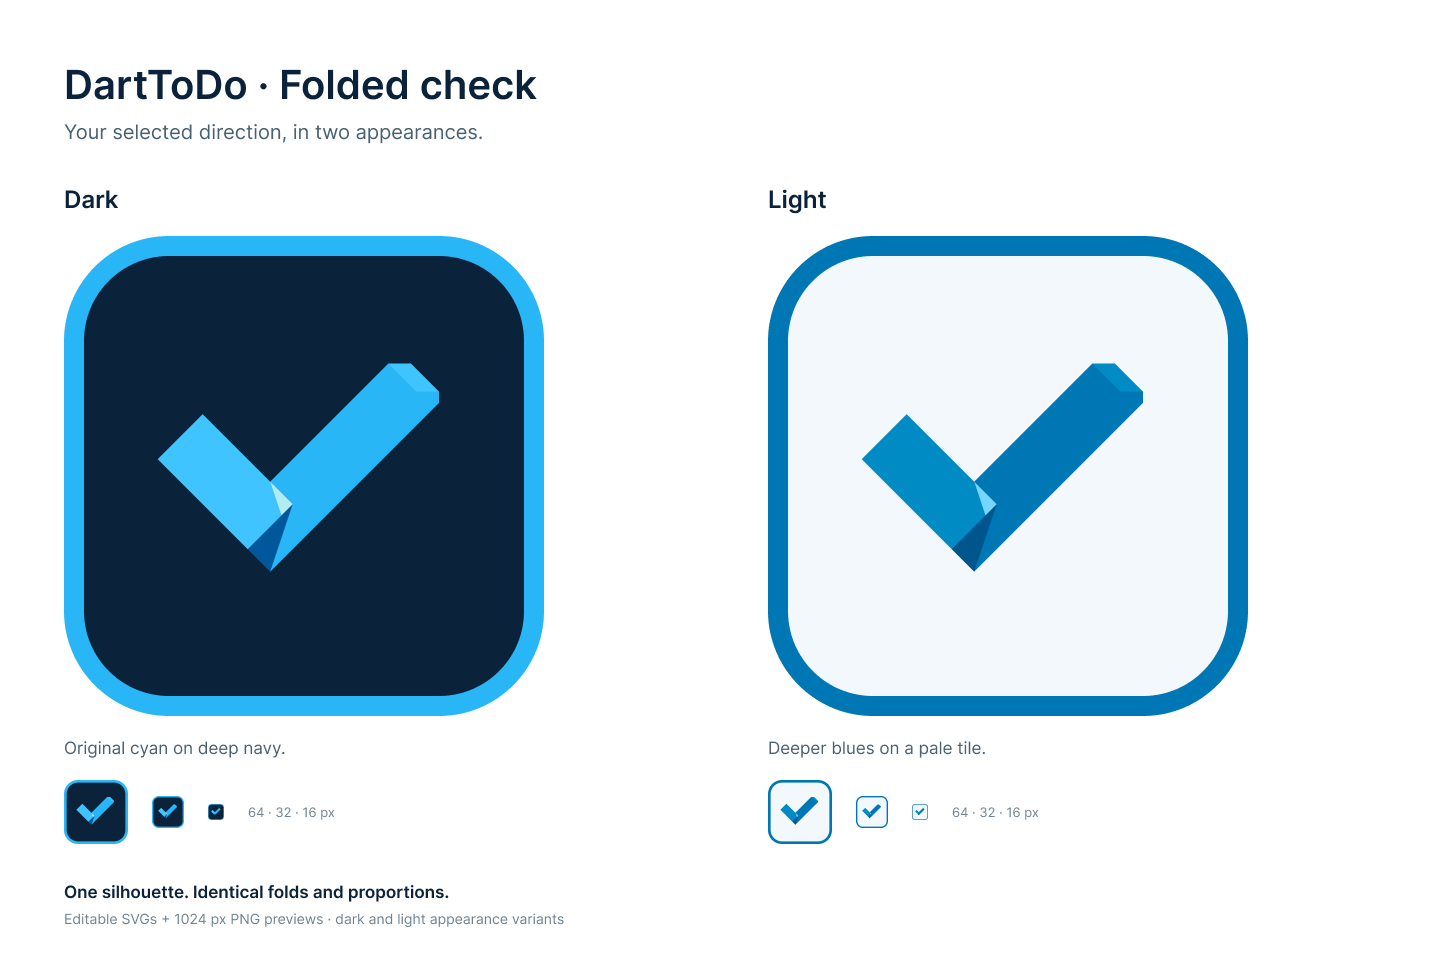 DartToDo · Folded check
Your selected direction, in two appearances.
Dark
Light
Original cyan on deep navy.
Deeper blues on a pale tile.
64 · 32 · 16 px
64 · 32 · 16 px
One silhouette. Identical folds and proportions.
Editable SVGs + 1024 px PNG previews · dark and light appearance variants